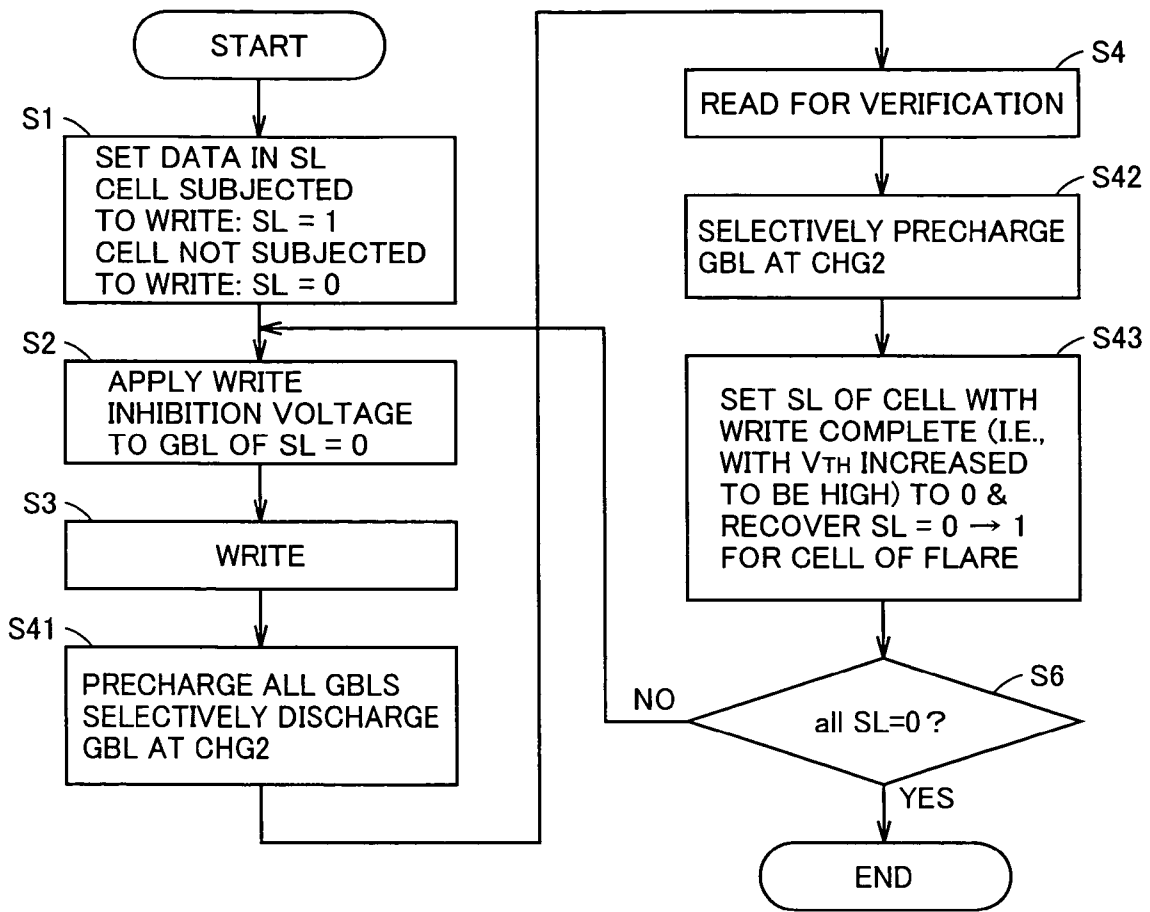 START
S1
SET DATA IN SL
CELL SUBJECTED
TO WRITE: SL = 1
CELL NOT SUBJECTED
TO WRITE: SL = 0
S2
APPLY WRITE
INHIBITION VOLTAGE
TO GBL OF SL = 0
S3
WRITE
S41
PRECHARGE ALL GBLS
SELECTIVELY DISCHARGE
GBL AT CHG2
S4
READ FOR VERIFICATION
S42
SELECTIVELY PRECHARGE
GBL AT CHG2
S43
SET SL OF CELL WITH
WRITE COMPLETE (I.E.,
WITH VTH INCREASED
TO BE HIGH) TO 0 &
RECOVER SL = 0 → 1
FOR CELL OF FLARE
S6
all SL=0?
NO
YES
END